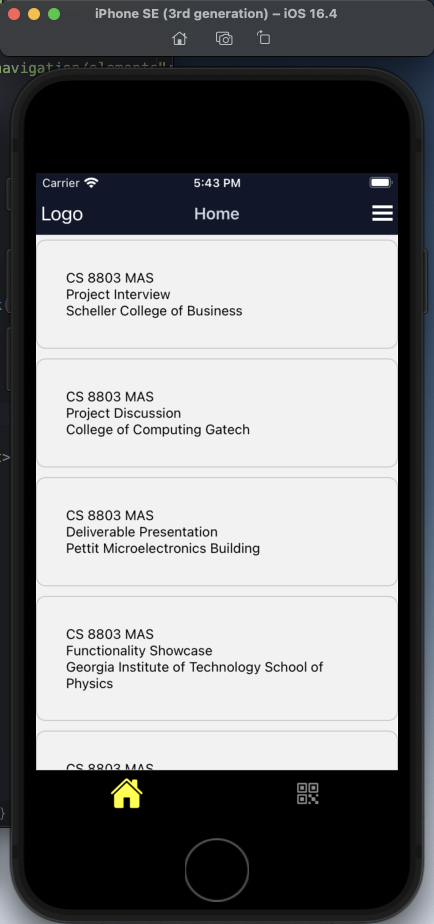 iPhone SE (3rd generation) – iOS 16.4
navigation/elements";
Carrier
5:43 PM
Logo
Home
CS 8803 MAS
Project Interview
Scheller College of Business
CS 8803 MAS
Project Discussion
College of Computing Gatech
CS 8803 MAS
Deliverable Presentation
Pettit Microelectronics Building
CS 8803 MAS
Functionality Showcase
Georgia Institute of Technology School of
Physics
CS 8803 MAS